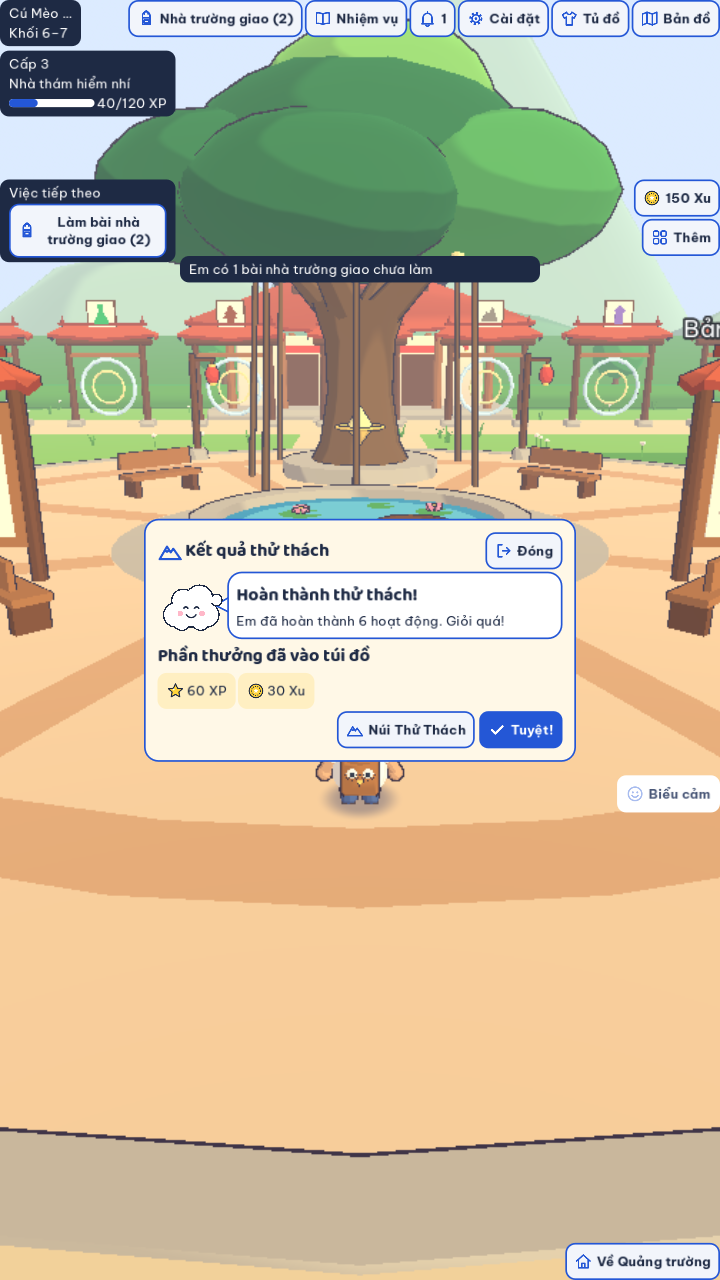 Cú Mèo ...
Khối 6–7
Nhà trường giao (2)
Nhiệm vụ
1
Cài đặt
Tủ đồ
Bản đồ
Cấp 3
Nhà thám hiểm nhí
40/120 XP
Việc tiếp theo
Làm bài nhà
trường giao (2)
150 Xu
Thêm
Em có 1 bài nhà trường giao chưa làm
Kết quả thử thách
Đóng
Hoàn thành thử thách!
Em đã hoàn thành 6 hoạt động. Giỏi quá!
Phần thưởng đã vào túi đồ
60 XP
30 Xu
Núi Thử Thách
Tuyệt!
Biểu cảm
Về Quảng trường